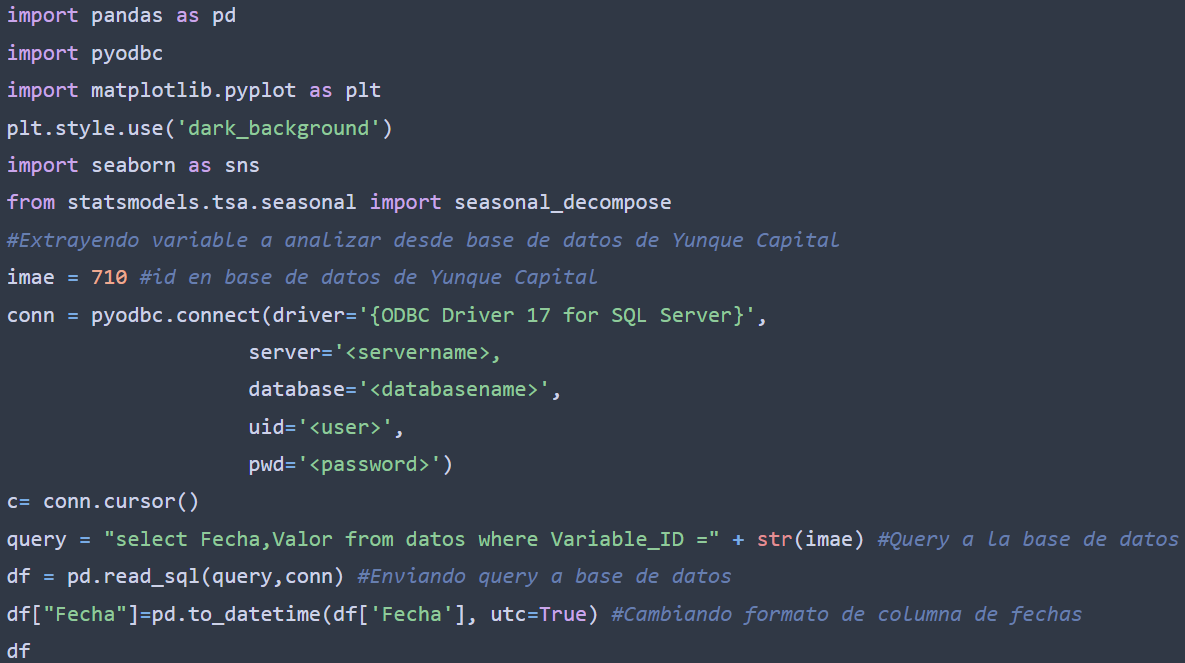 import pandas as pd
import pyodbc
import matplotlib.pyplot as plt
plt.style.use('dark_background')
import seaborn as sns
from statsmodels.tsa.seasonal import seasonal_decompose
#Extrayendo variable a analizar desde base de datos de Yunque Capital
imae = 710 #id en base de datos de Yunque Capital
conn = pyodbc.connect(driver='{ODBC Driver 17 for SQL Server}',
                    server='<servername>,
                    database='<databasename>',
                    uid='<user>',
                    pwd='<password>')
c= conn.cursor()
query = "select Fecha,Valor from datos where Variable_ID =" + str(imae) #Query a la base de datos
df = pd.read_sql(query,conn) #Enviando query a base de datos
df["Fecha"]=pd.to_datetime(df['Fecha'], utc=True) #Cambiando formato de columna de fechas
df